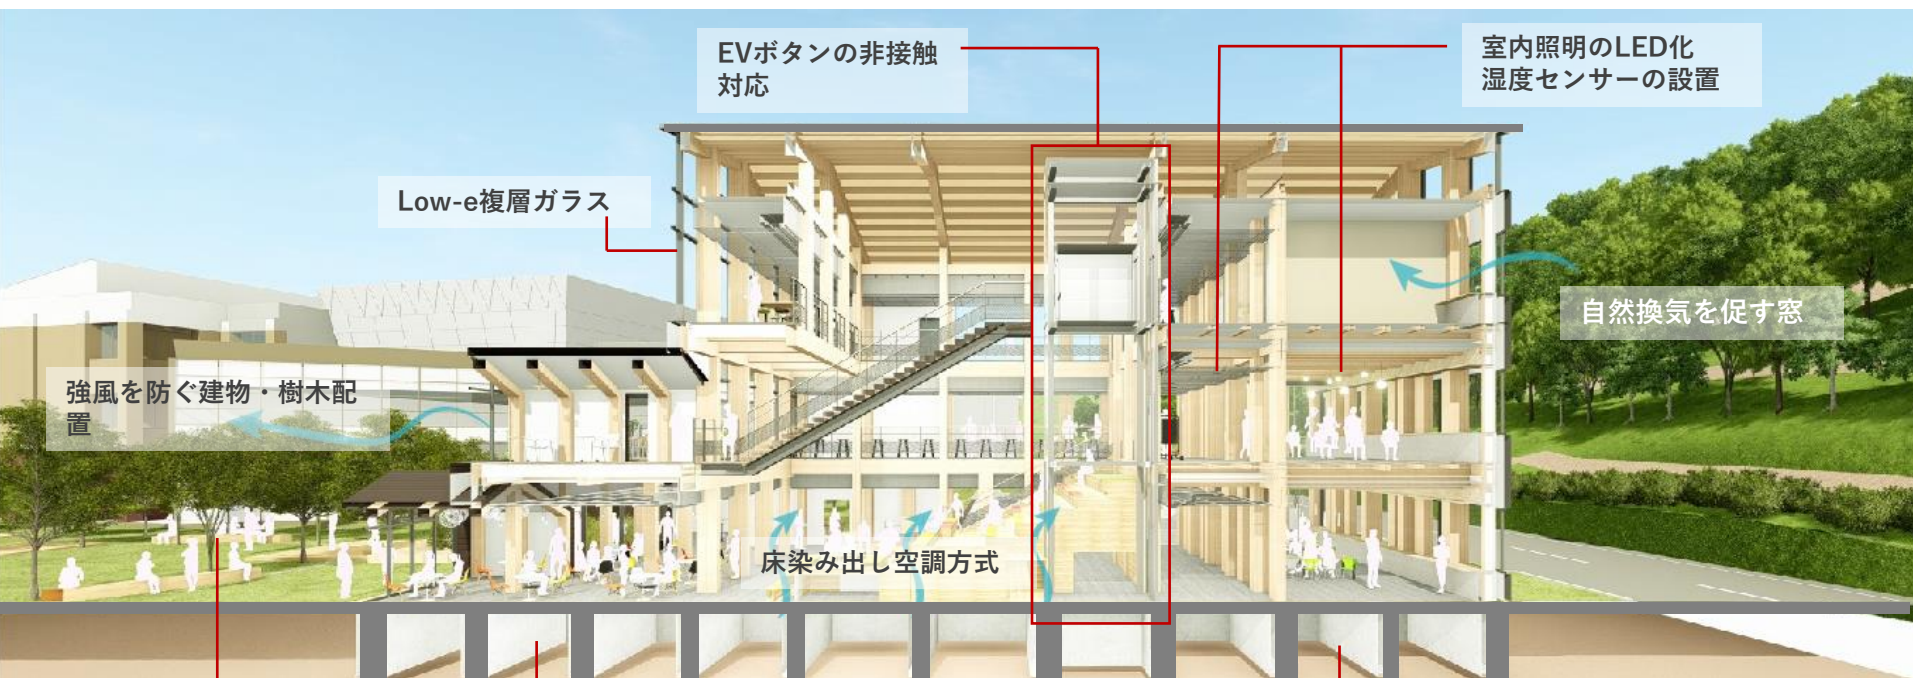 EVボタンの非接触
対応
室内照明のLED化
湿度センサーの設置
Low-e複層ガラス
自然換気を促す窓
強風を防ぐ建物・樹木配
置
床染み出し空調方式